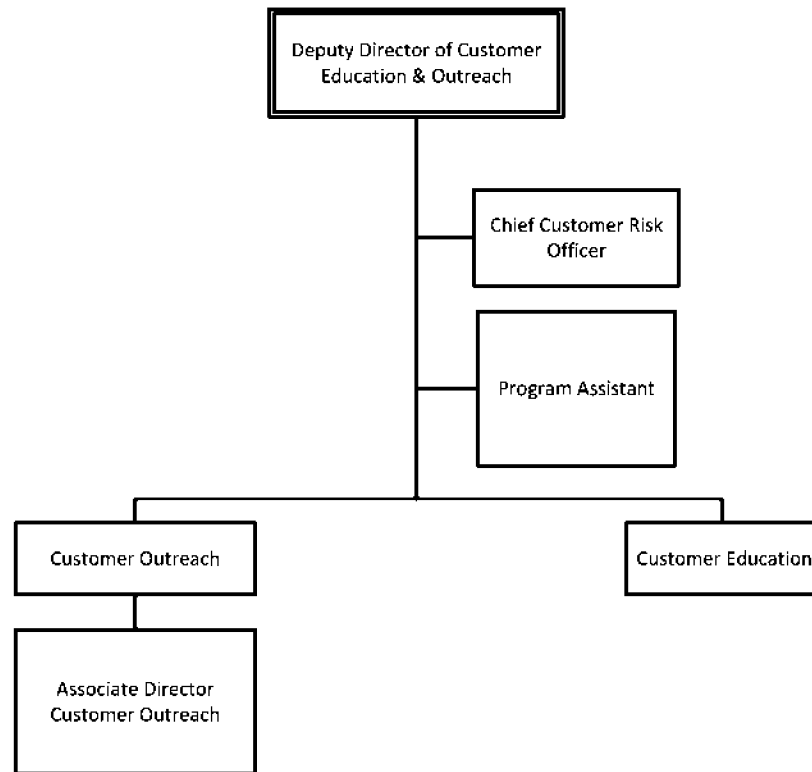 Deputy Director of Customer
Education & Outreach
Chief Customer Risk
Officer
Program Assistant
Customer Outreach
Customer Education
Associate Director
Customer Outreach